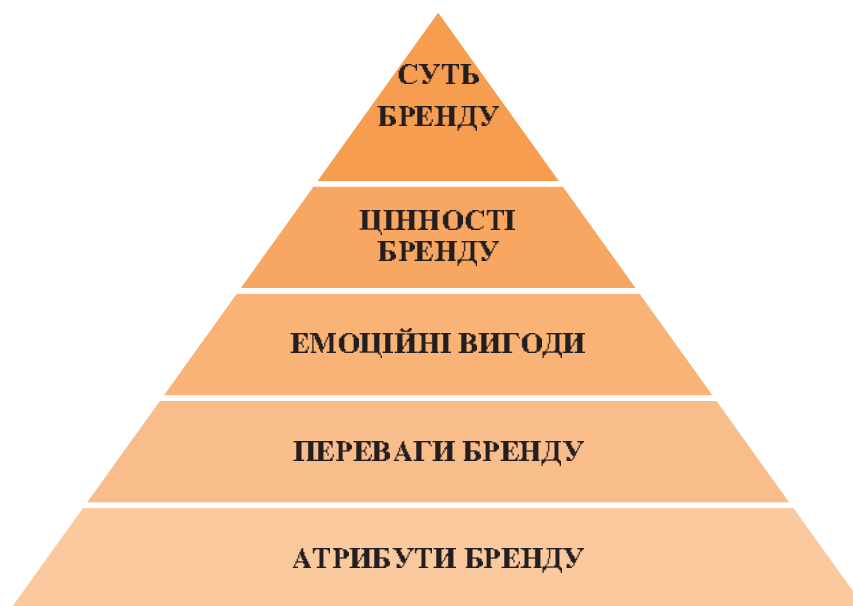 СУТЬ
БРЕНДУ
ЦІННОСТІ
БРЕНДУ
ЕМОЦІЙНІ ВИГОДИ
ПЕРЕВАГИ БРЕНДУ
АТРИБУТИ БРЕНДУ